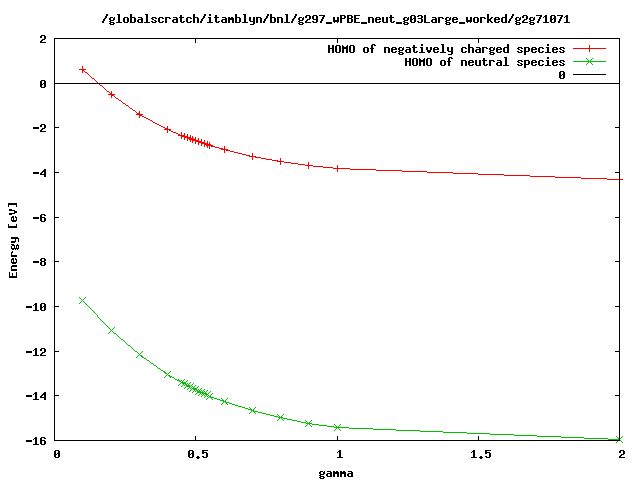 /globalscratch/itamblyn/bnl/g297_wPBE_neut_g03Large_worked/g2g71071
HOMO of negatively charged species
HOMO of neutral species
0
2
0
-2
-4
-6
-8
-10
-12
-14
-16
Energy [eV]
0 0.5 1 1.5 2
gamma